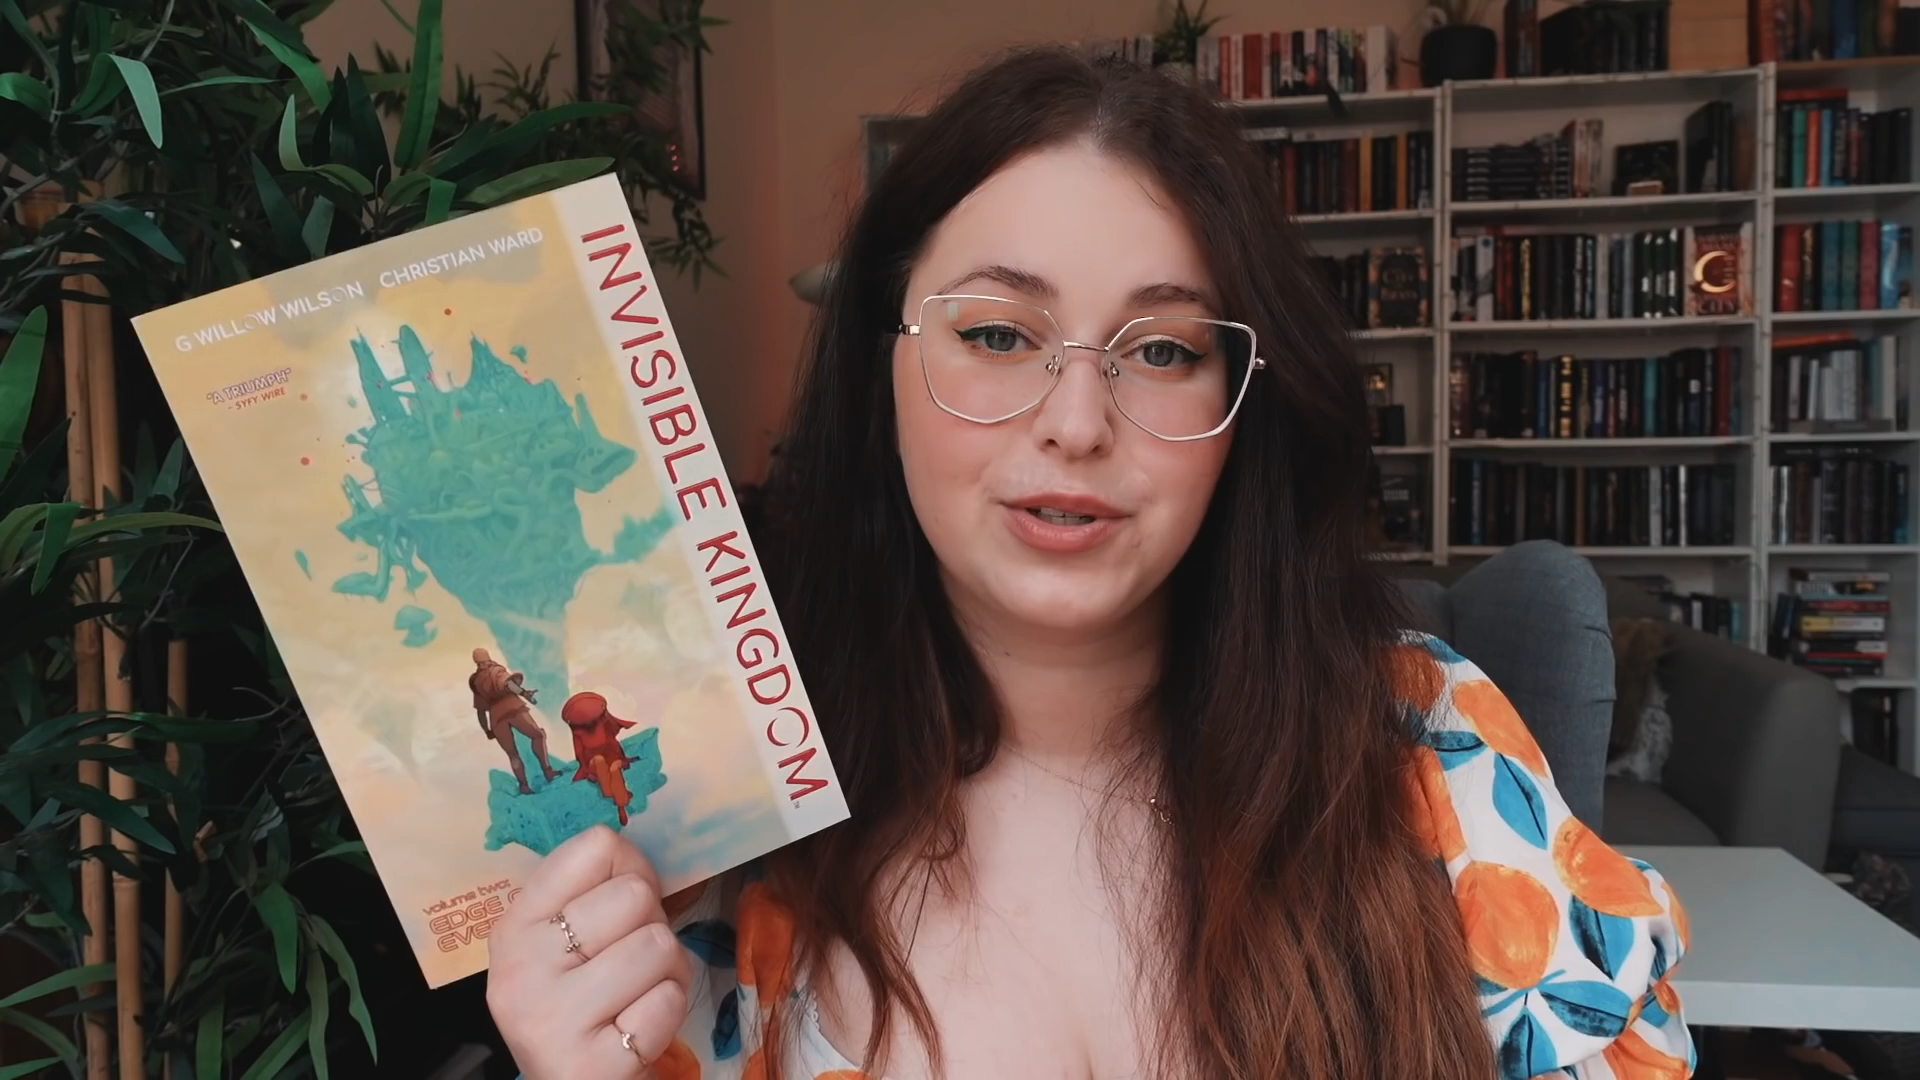 G WILLOW WILSON CHRISTIAN WARD
"A TRIUMPH"
- SYFY WIRE
INVISIBLE KINGDOM
volume two:
EDGE